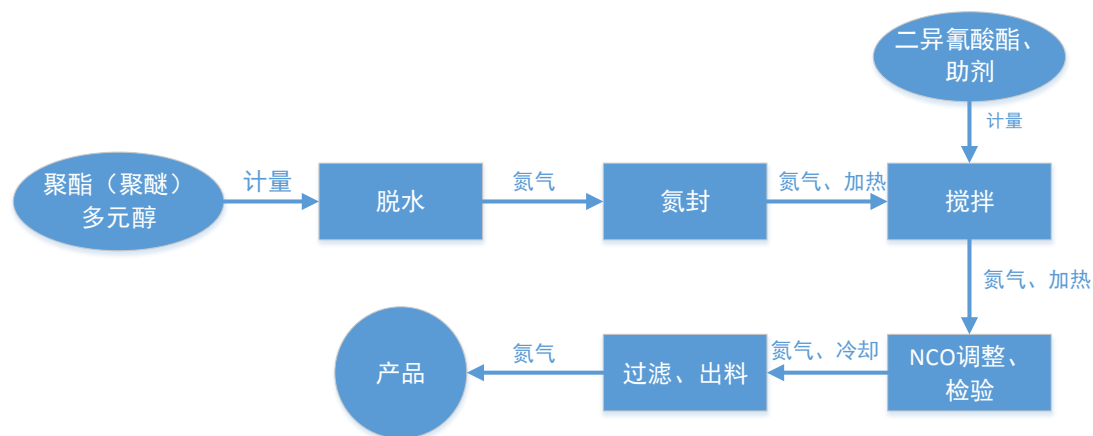 二异氰酸酯、
助剂
计量
聚酯（聚醚）
多元醇
计量
脱水
氮气
氮封
氮气、加热
搅拌
氮气、加热
NCO调整、
检验
氮气、冷却
过滤、出料
氮气
产品